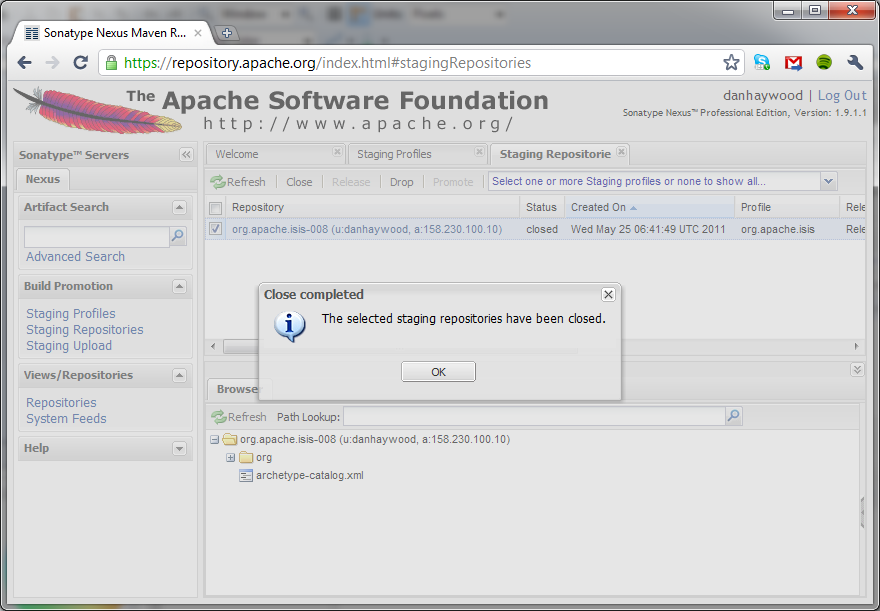 Sonatype Nexus Maven R...
https://repository.apache.org/index.html#stagingRepositories
The Apache Software Foundation
http://www.apache.org/
danhaywood | Log Out
Sonatype Nexus™ Professional Edition, Version: 1.9.1.1
Sonatype™ Servers
Nexus
Artifact Search
Advanced Search
Build Promotion
Staging Profiles
Staging Repositories
Staging Upload
Views/Repositories
Repositories
System Feeds
Help
Welcome
Staging Profiles
Staging Repositorie
Refresh Close Release Drop Promote Select one or more Staging profiles or none to show all...
Repository Status Created On Profile Rele
org.apache.isis-008 (u:danhaywood, a:158.230.100.10) closed Wed May 25 06:41:49 UTC 2011 org.apache.isis Rele
Close completed
The selected staging repositories have been closed.
OK
Browse
Refresh Path Lookup:
org.apache.isis-008 (u:danhaywood, a:158.230.100.10)
org
archetype-catalog.xml